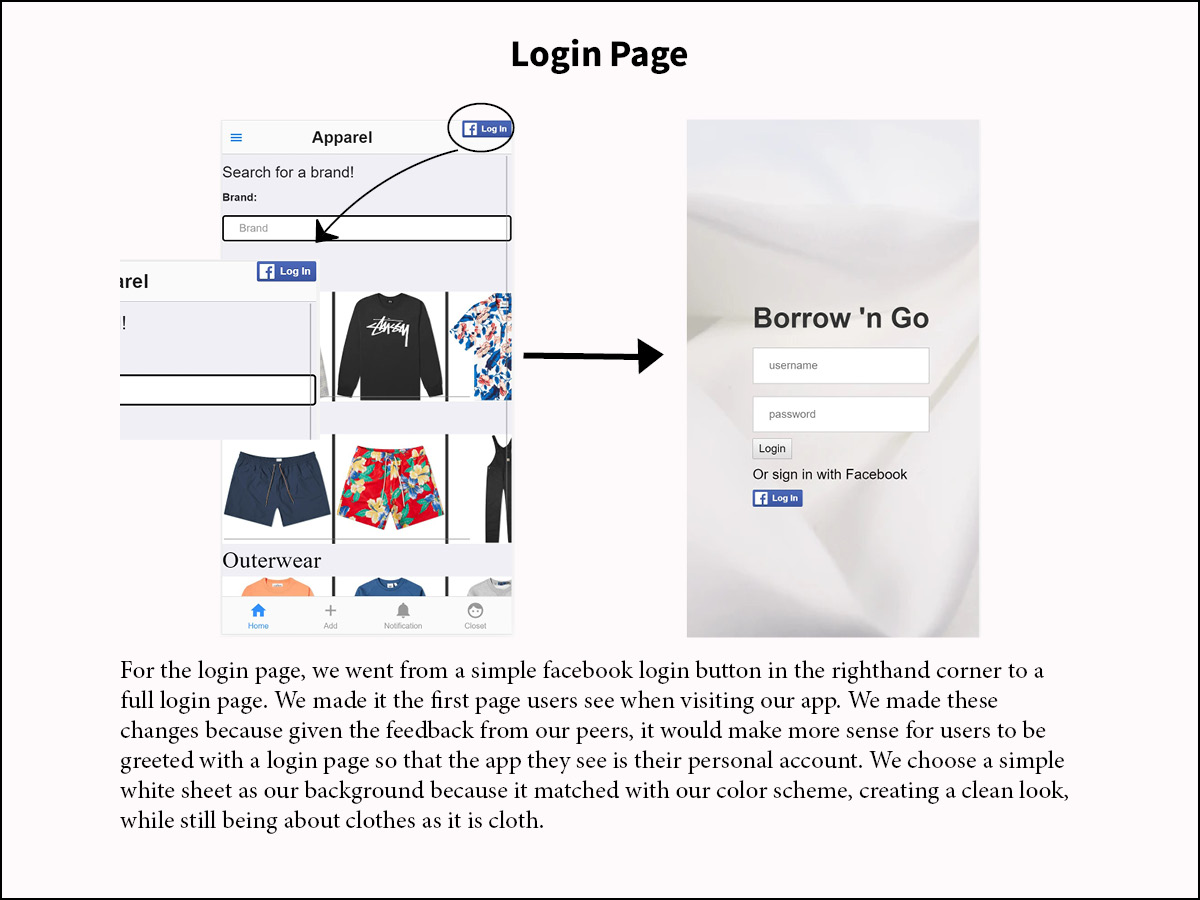 Login Page
Apparel
Log In
Search for a brand!
Brand:
Brand
arel
Log In
!
Stüssy
Outerwear
Home
Add
Notification
Closet
Borrow 'n Go
username
password
Login
Or sign in with Facebook
Log In
For the login page, we went from a simple facebook login button in the righthand corner to a
full login page. We made it the first page users see when visiting our app. We made these
changes because given the feedback from our peers, it would make more sense for users to be
greeted with a login page so that the app they see is their personal account. We choose a simple
white sheet as our background because it matched with our color scheme, creating a clean look,
while still being about clothes as it is cloth.